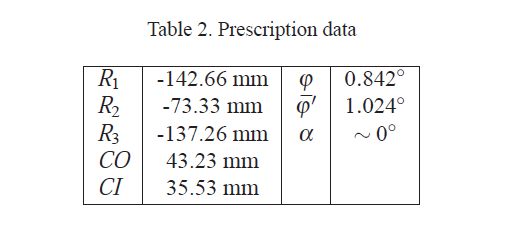 Table 2. Prescription data
R₁ -142.66 mm φ 0.842°
R₂ -73.33 mm φ̅′ 1.024°
R₃ -137.26 mm α ∼ 0°
CO 43.23 mm
CI 35.53 mm